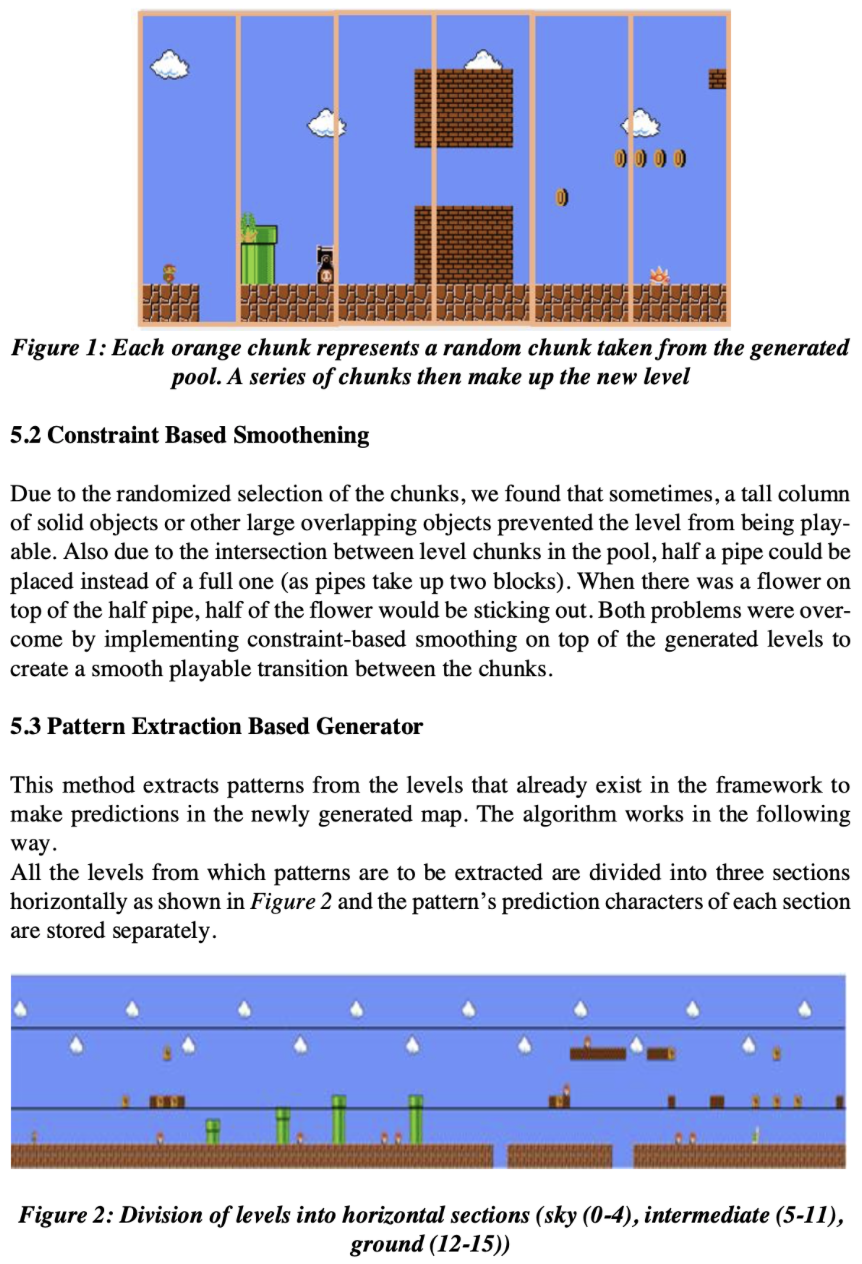 Figure 1: Each orange chunk represents a random chunk taken from the generated
pool. A series of chunks then make up the new level
5.2 Constraint Based Smoothening
Due to the randomized selection of the chunks, we found that sometimes, a tall column
of solid objects or other large overlapping objects prevented the level from being play-
able. Also due to the intersection between level chunks in the pool, half a pipe could be
placed instead of a full one (as pipes take up two blocks). When there was a flower on
top of the half pipe, half of the flower would be sticking out. Both problems were over-
come by implementing constraint-based smoothing on top of the generated levels to
create a smooth playable transition between the chunks.
5.3 Pattern Extraction Based Generator
This method extracts patterns from the levels that already exist in the framework to
make predictions in the newly generated map. The algorithm works in the following
way.
All the levels from which patterns are to be extracted are divided into three sections
horizontally as shown in Figure 2 and the pattern's prediction characters of each section
are stored separately.
Figure 2: Division of levels into horizontal sections (sky (0-4), intermediate (5-11),
ground (12-15))